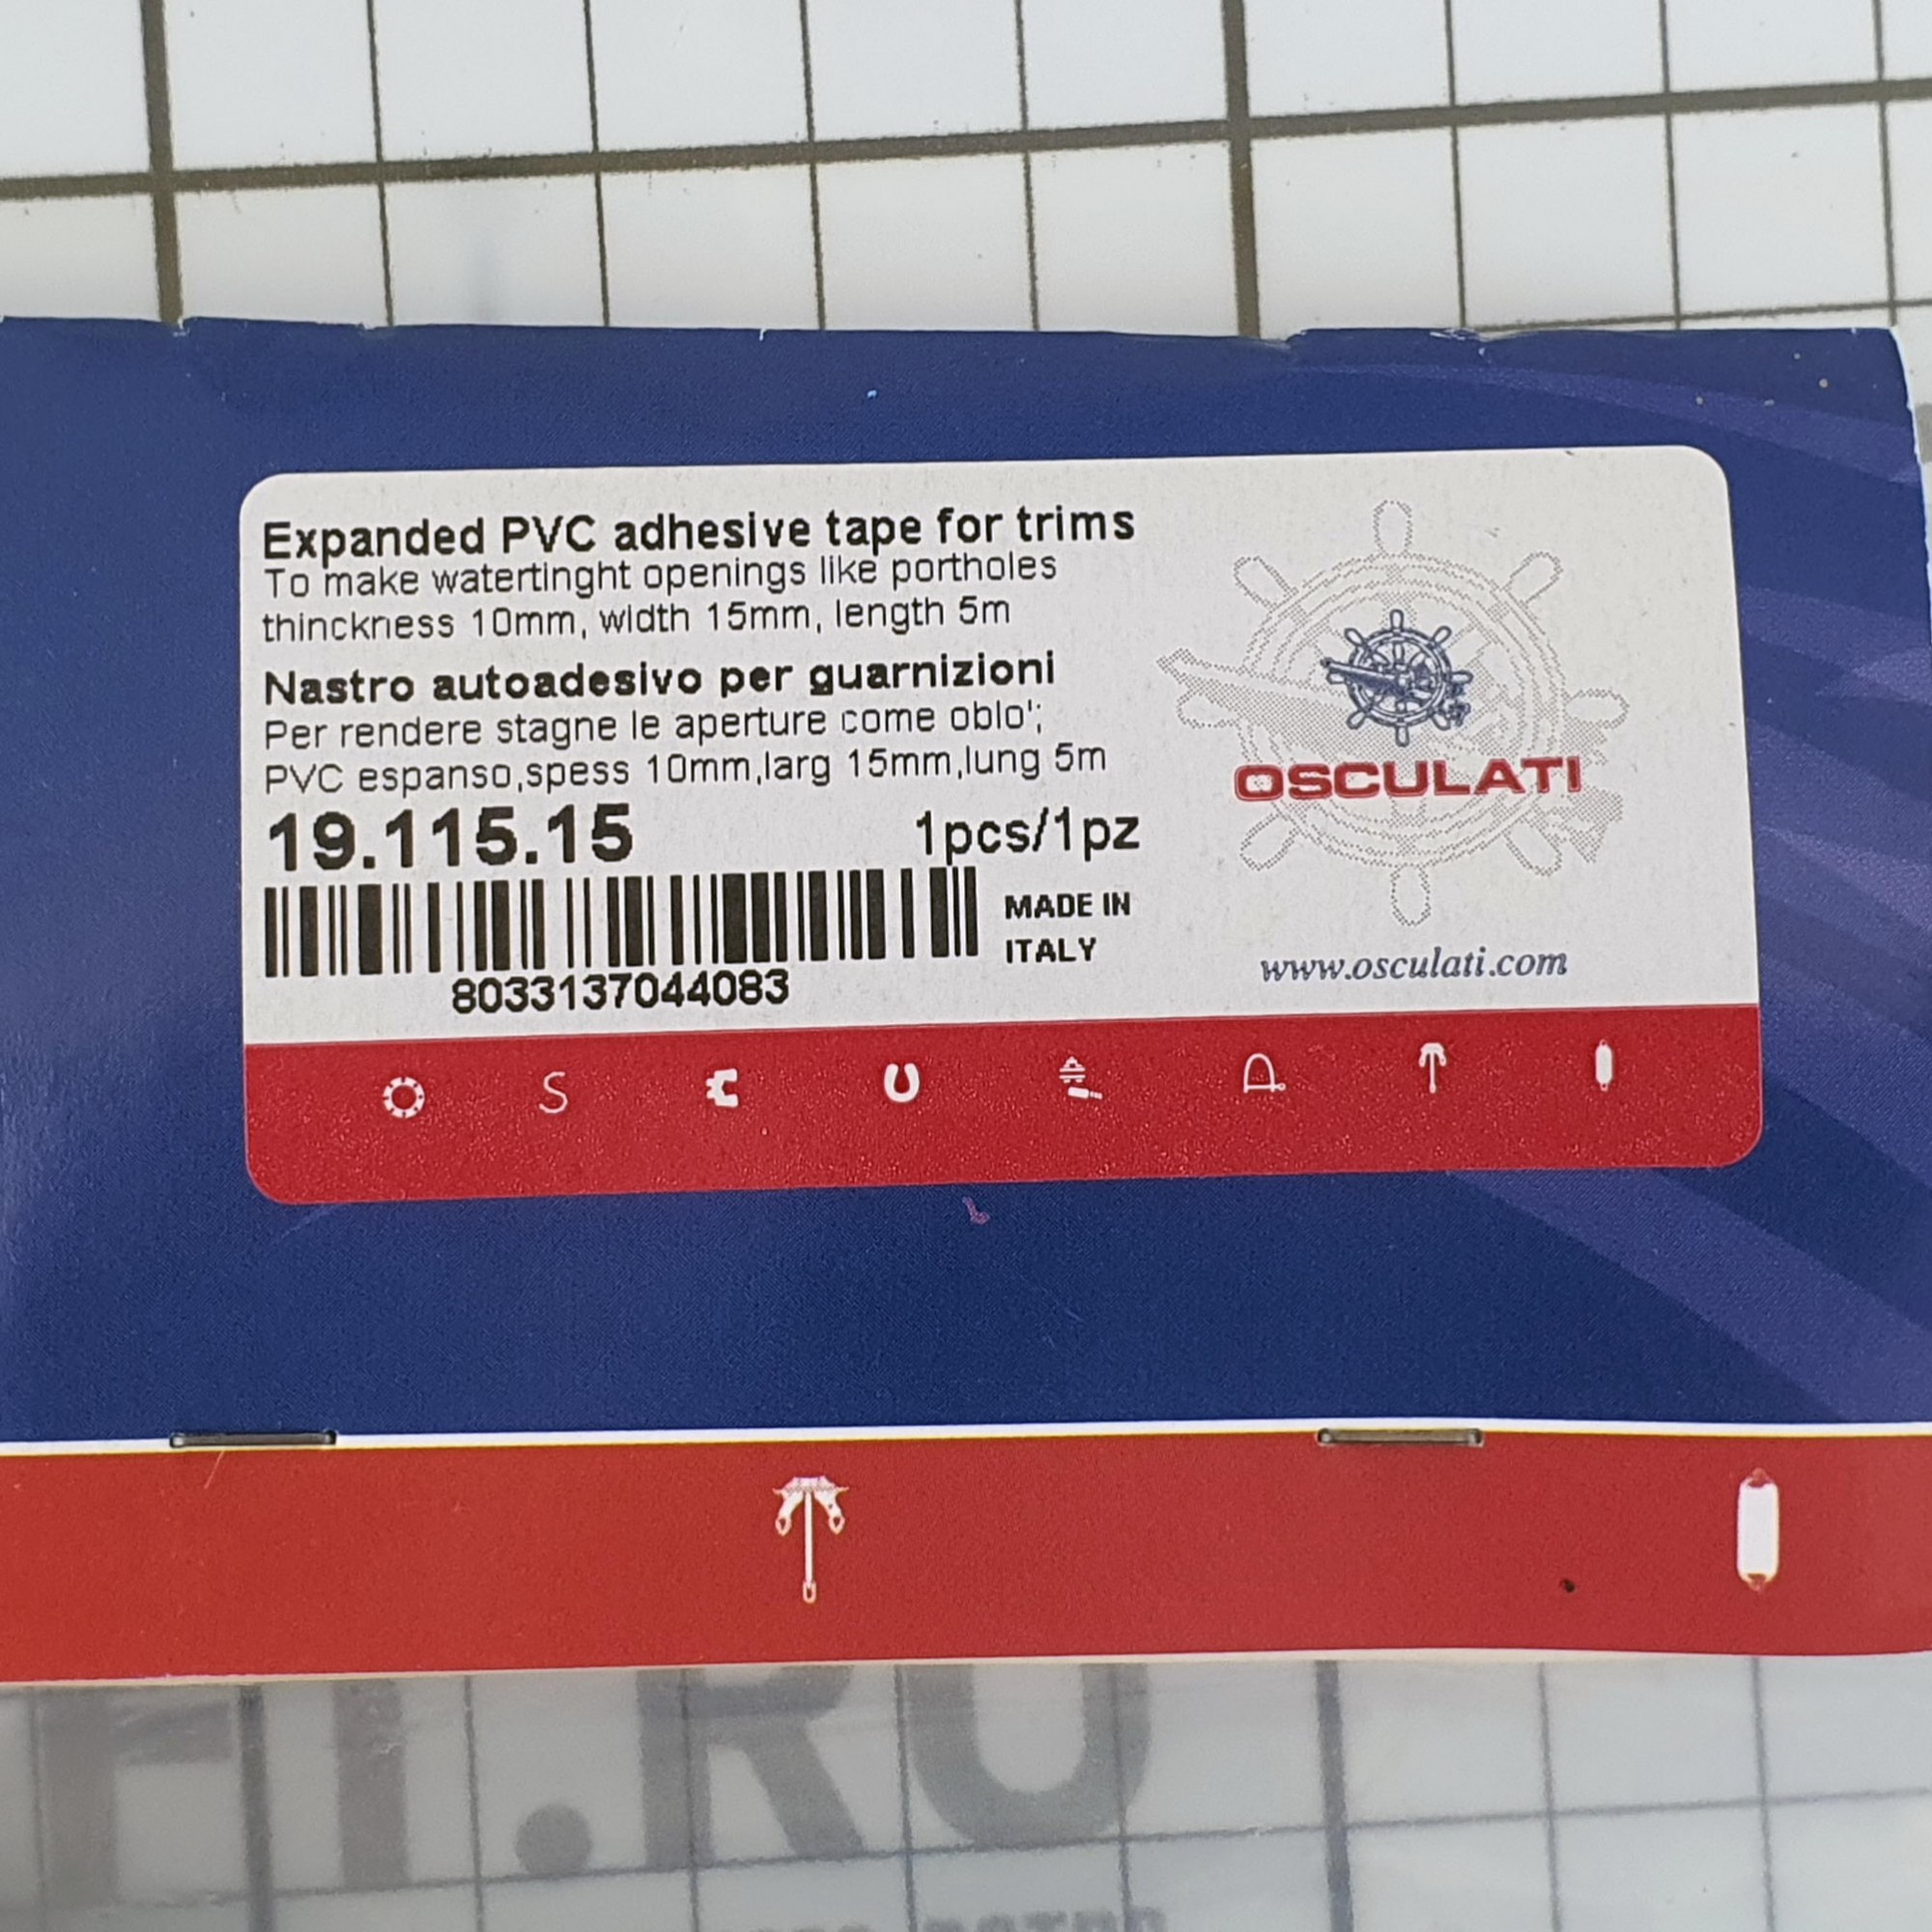 Expanded PVC adhesive tape for trims
To make watertinght openings like portholes
thinckness 10mm, width 15mm, length 5m
Nastro autoadesivo per guarnizioni
Per rendere stagne le aperture come oblo';
PVC espanso,spess 10mm,larg 15mm,lung 5m
19.115.15 1pcs/1pz
MADE IN
ITALY
8033137044083
OSCULATI
www.osculati.com
.RU